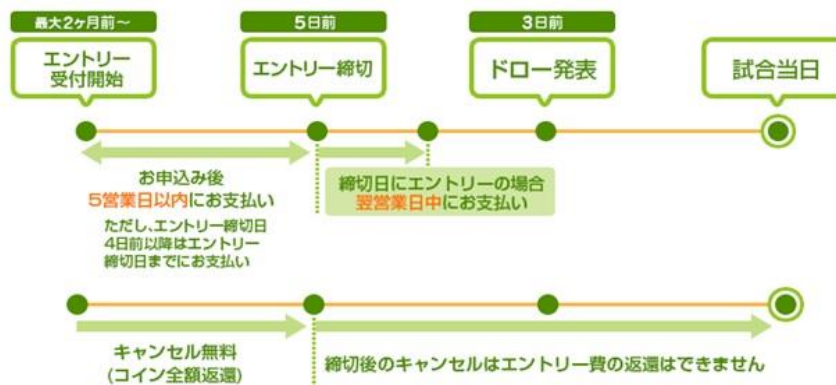 最大2ヶ月前～
エントリー
受付開始
5日前
エントリー締切
3日前
ドロー発表
試合当日
お申込み後
5営業日以内にお支払い
ただし、エントリー締切日
4日前以降はエントリー
締切日までにお支払い
締切日にエントリーの場合
翌営業日中にお支払い
キャンセル無料
(コイン全額返還)
締切後のキャンセルはエントリー費の返還はできません